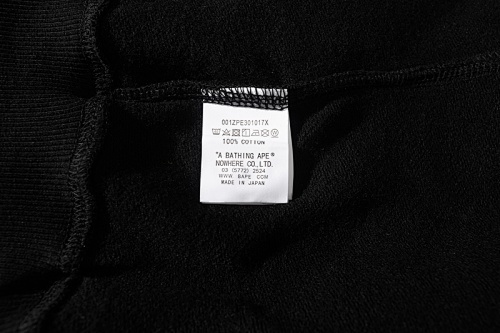 001ZPE301017X
100% COTTON
"A BATHING APE®
NOWHERE CO.,LTD.
03 (5772) 2524
WWW.BAPE.COM
MADE IN JAPAN